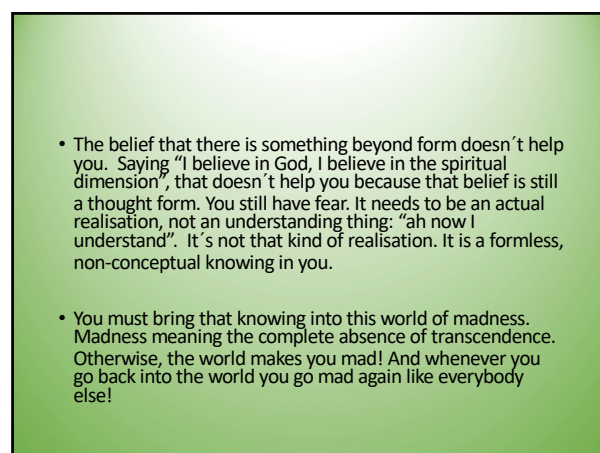 • The belief that there is something beyond form doesn´t help
you.  Saying “I believe in God, I believe in the spiritual
dimension”, that doesn´t help you because that belief is still
a thought form. You still have fear. It needs to be an actual
realisation, not an understanding thing: “ah now I
understand”.  It´s not that kind of realisation. It is a formless,
non-conceptual knowing in you.
• You must bring that knowing into this world of madness.
Madness meaning the complete absence of transcendence.
Otherwise, the world makes you mad! And whenever you
go back into the world you go mad again like everybody
else!